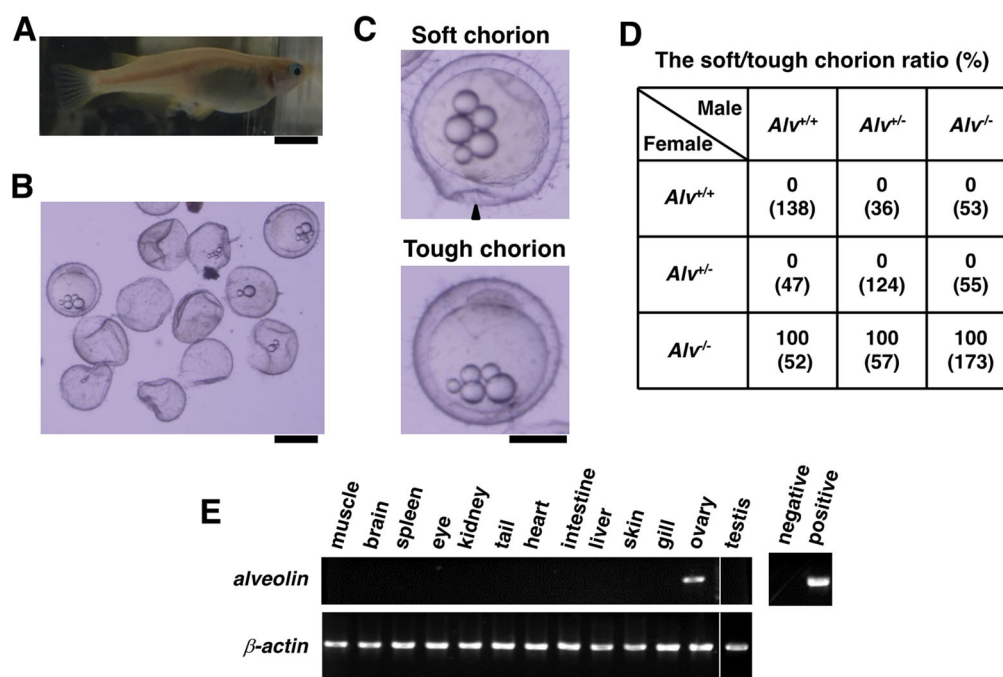 A
B
C
Soft chorion
Tough chorion
D
The soft/tough chorion ratio (%)
Male
Female
Alv+/+
Alv+/-
Alv-/-
Alv+/+
0
(138)
0
(36)
0
(53)
Alv+/-
0
(47)
0
(124)
0
(55)
Alv-/-
100
(52)
100
(57)
100
(173)
E
muscle
brain
spleen
eye
kidney
tail
heart
intestine
liver
skin
gill
ovary
testis
negative
positive
alveolin
β-actin